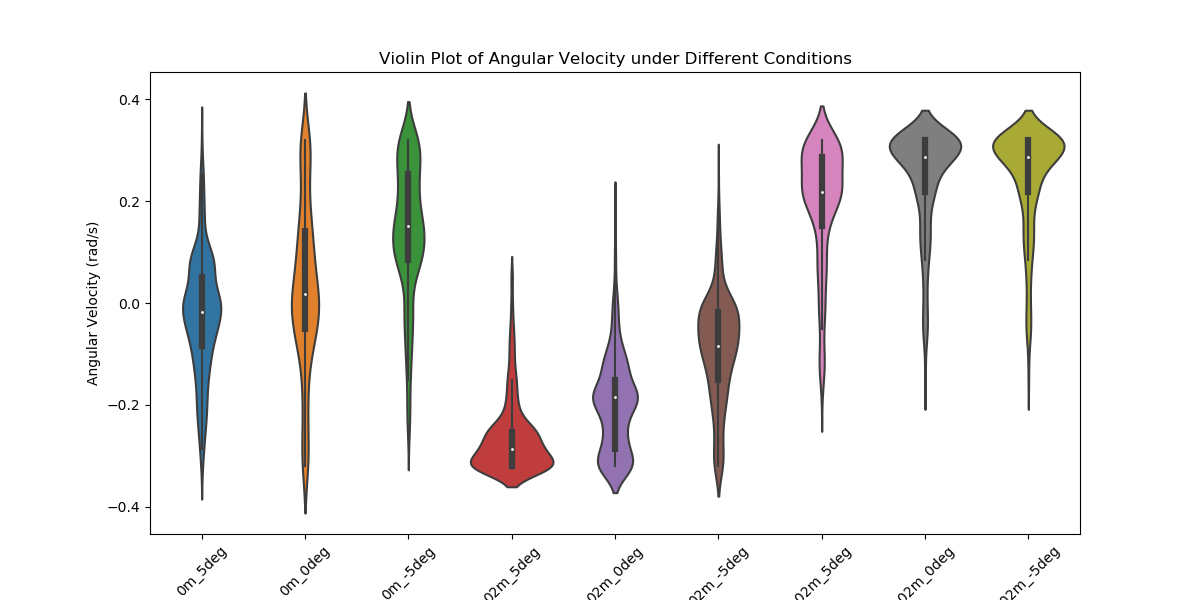 Violin Plot of Angular Velocity under Different Conditions
Angular Velocity (rad/s)
0.4
0.2
0.0
−0.2
−0.4
0m_5deg
0m_0deg
0m_-5deg
02m_5deg
02m_0deg
02m_-5deg
02m_5deg
02m_0deg
02m_-5deg